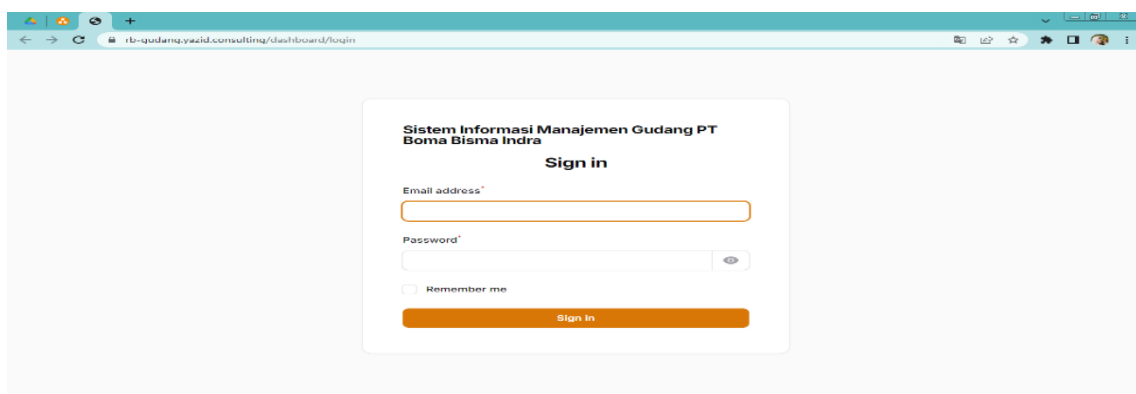 rb-gudang.yazid.consulting/dashboard/login
Sistem Informasi Manajemen Gudang PT
Boma Bisma Indra
Sign in
Email address*
Password*
Remember me
Sign in